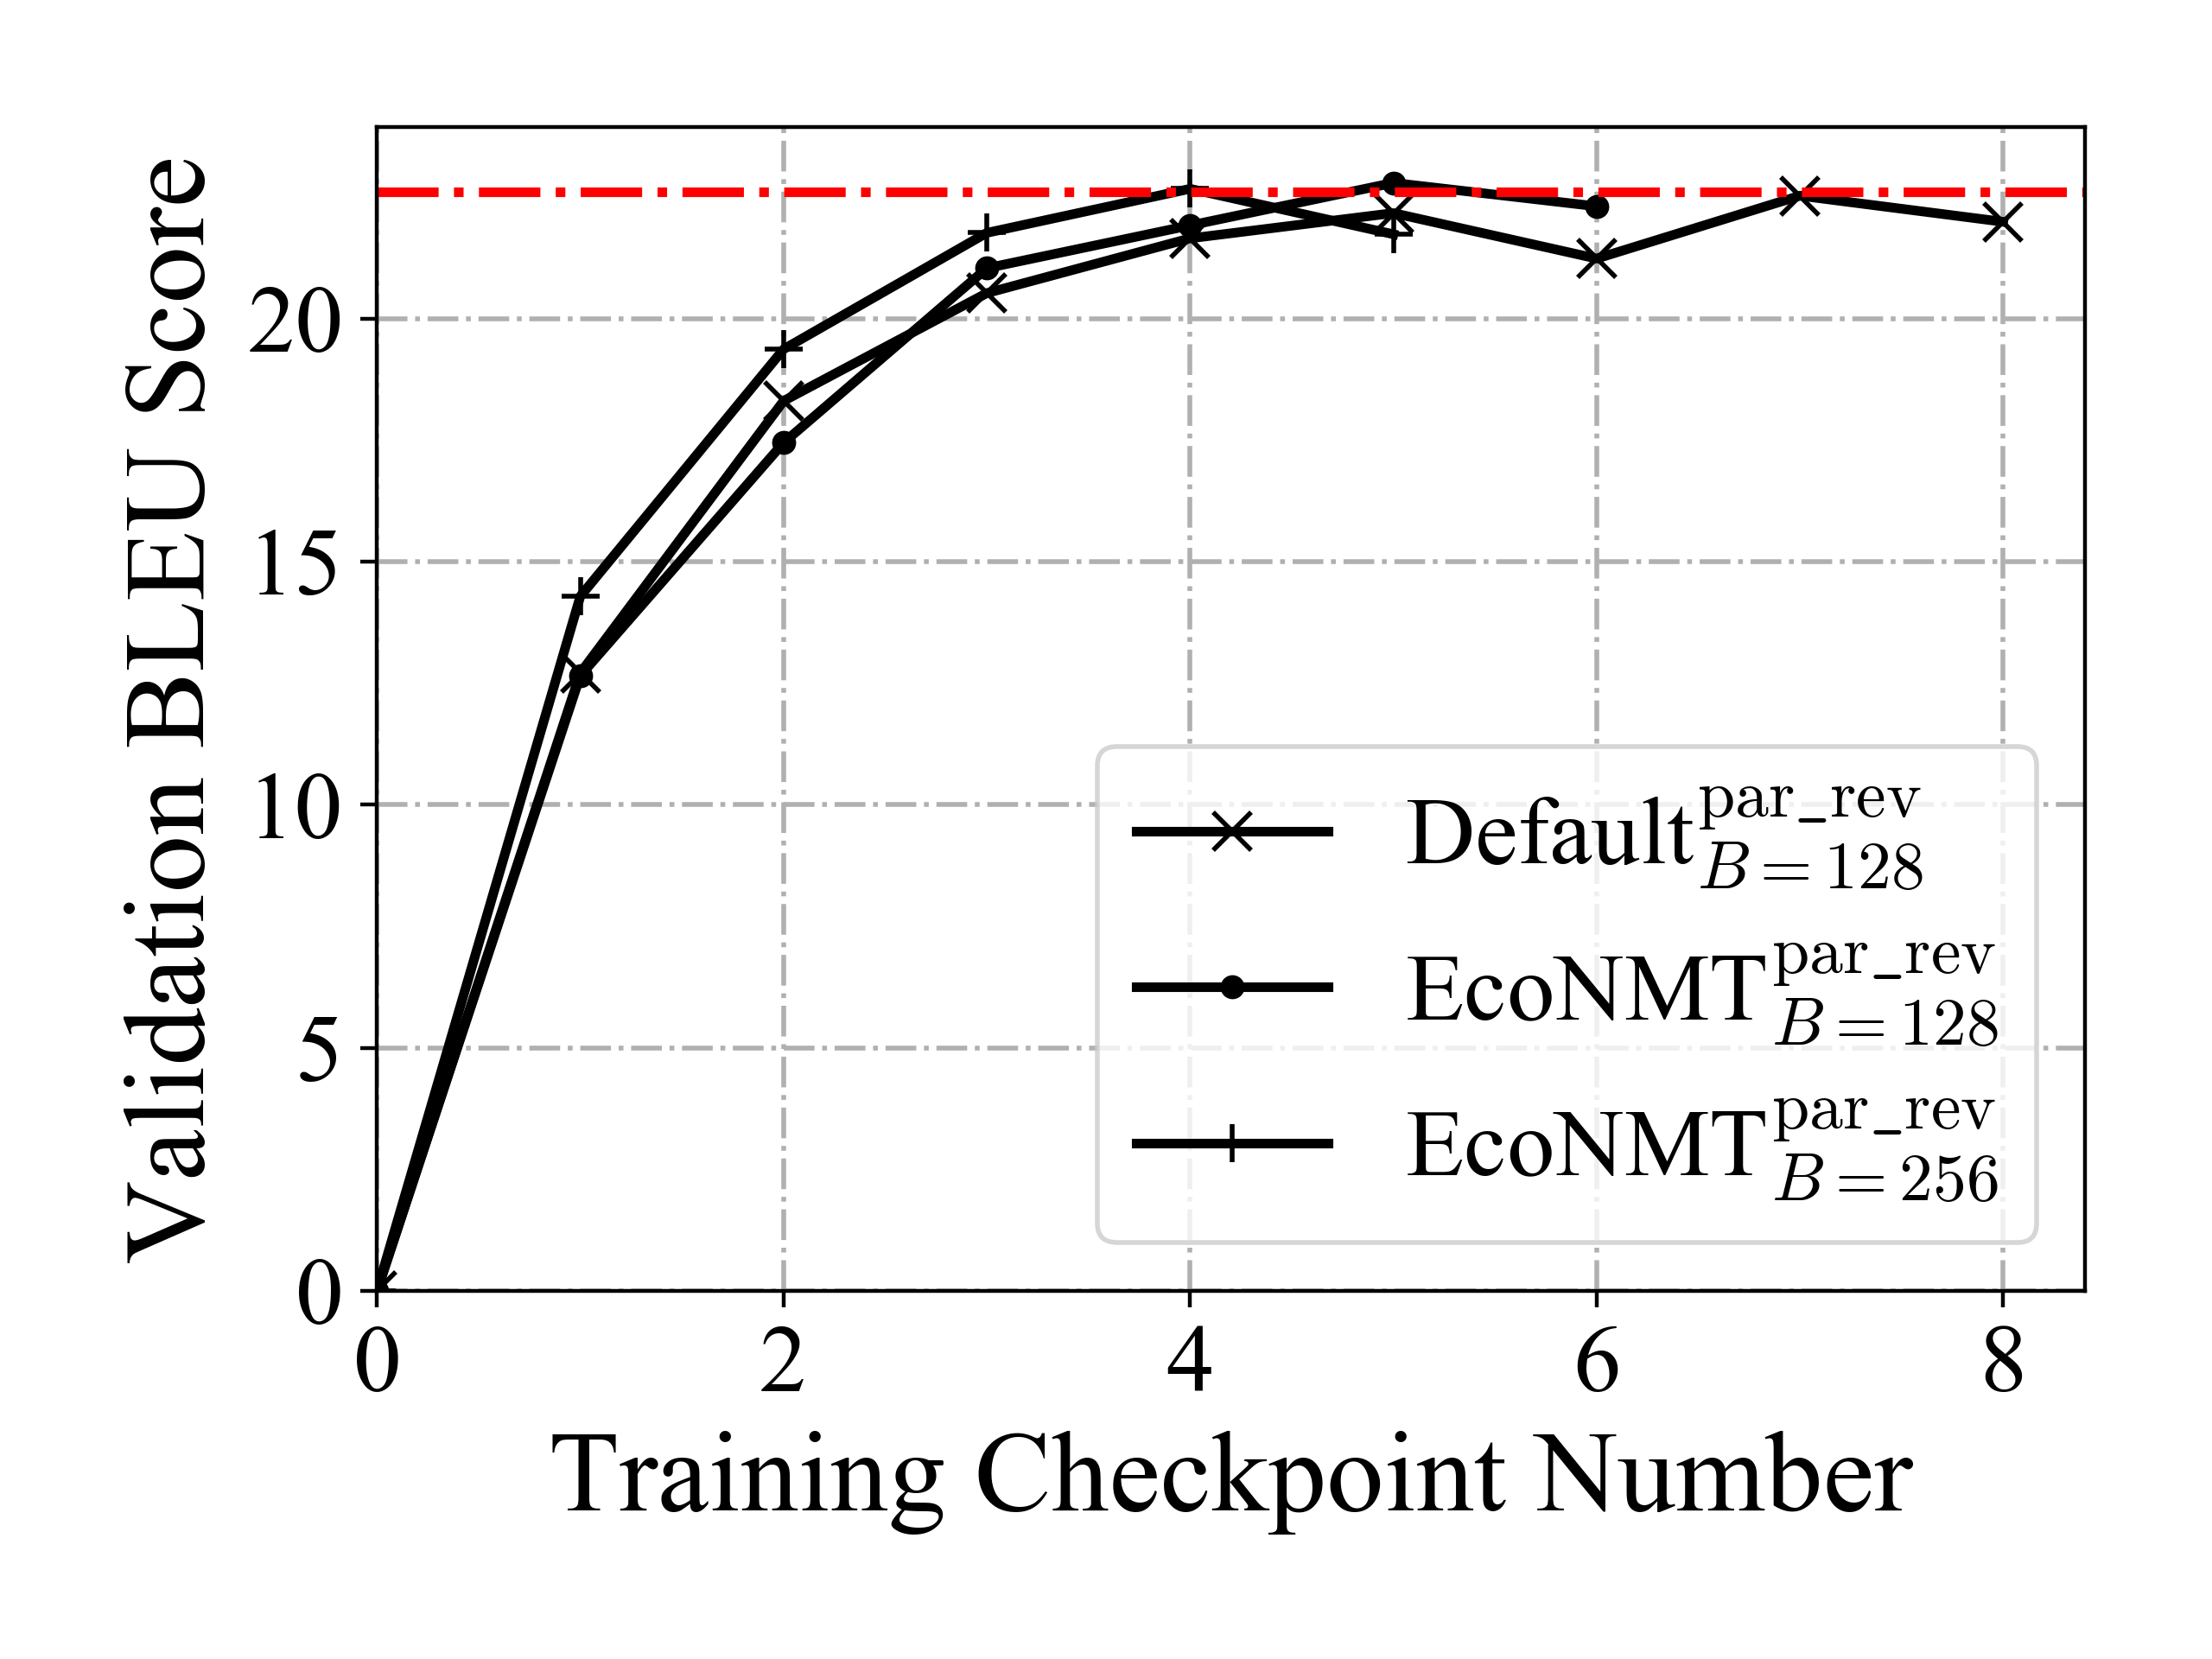 Validation BLEU Score
20
15
10
5
0
0 2 4 6 8
Training Checkpoint Number
Default par_rev B=128
EcoNMT par_rev B=128
EcoNMT par_rev B=256